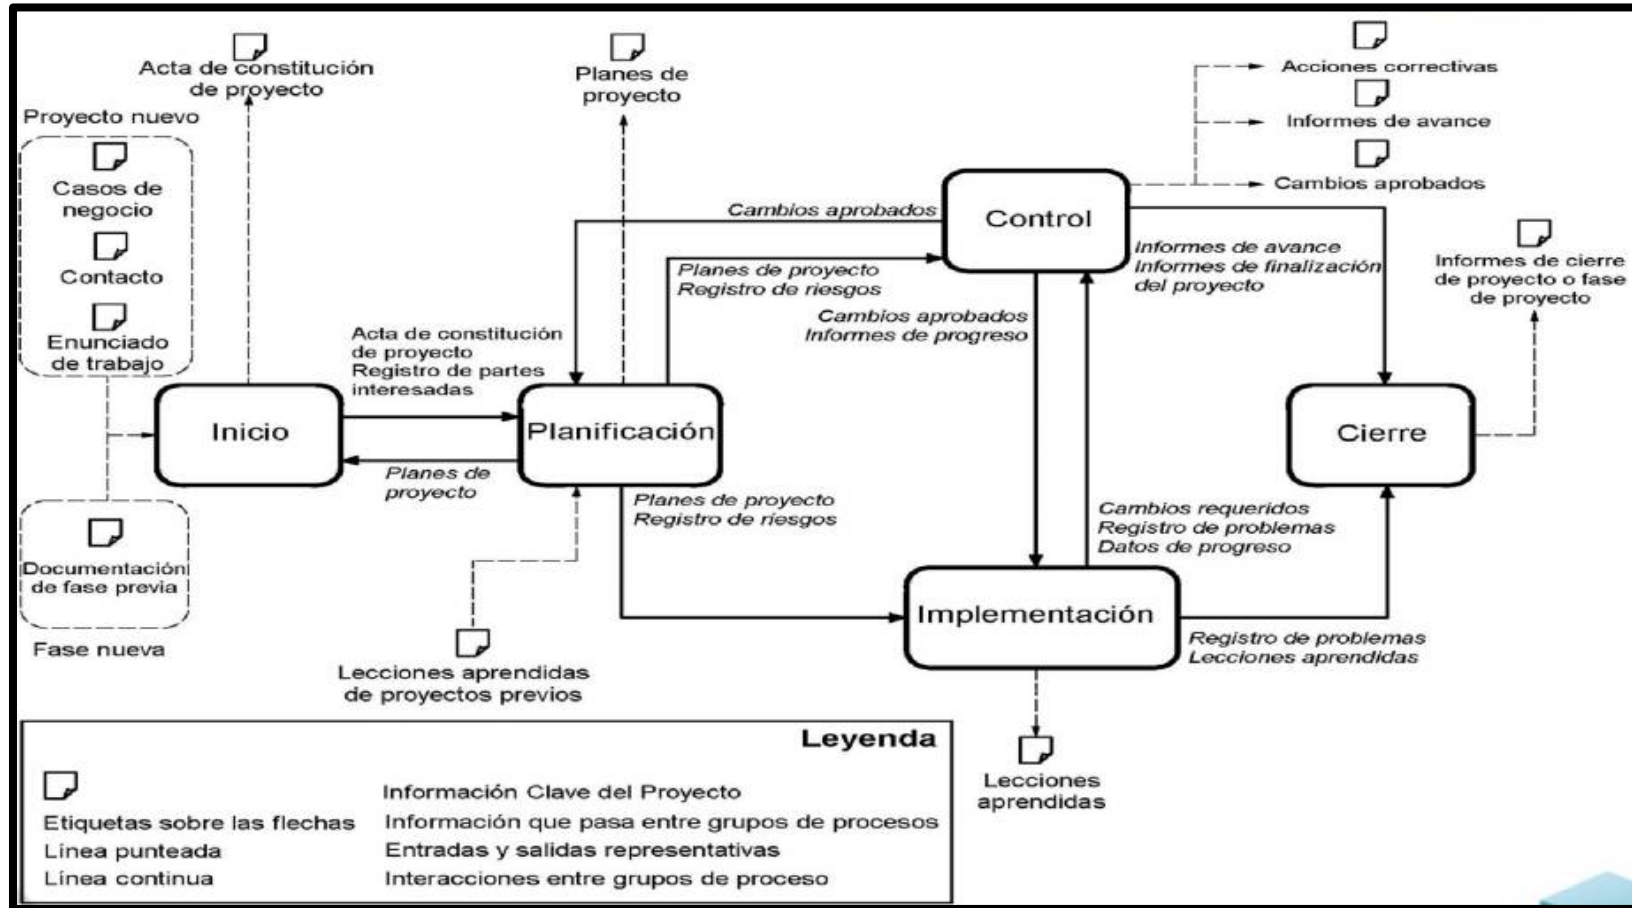 Acta de constitución
de proyecto
Planes de
proyecto
Acciones correctivas
Informes de avance
Cambios aprobados
Proyecto nuevo
Casos de
negocio
Contacto
Enunciado
de trabajo
Cambios aprobados
Control
Planes de proyecto
Registro de riesgos
Informes de avance
Informes de finalización
del proyecto
Informes de cierre
de proyecto o fase
de proyecto
Cambios aprobados
Informes de progreso
Acta de constitución
de proyecto
Registro de partes
interesadas
Inicio
Planificación
Cierre
Planes de
proyecto
Planes de proyecto
Registro de riesgos
Cambios requeridos
Registro de problemas
Datos de progreso
Documentación
de fase previa
Fase nueva
Implementación
Registro de problemas
Lecciones aprendidas
Lecciones aprendidas
de proyectos previos
Lecciones
aprendidas
Leyenda
Información Clave del Proyecto
Etiquetas sobre las flechas Información que pasa entre grupos de procesos
Línea punteada Entradas y salidas representativas
Línea continua Interacciones entre grupos de proceso